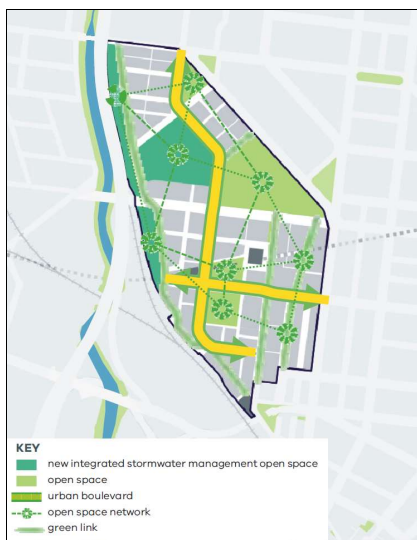 KEY
new integrated stormwater management open space
open space
urban boulevard
open space network
green link